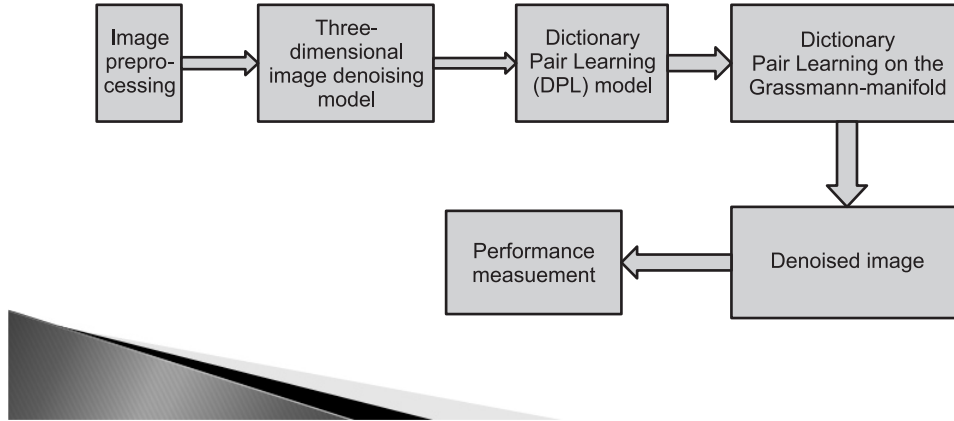 Image
prepro-
cessing
Three-
dimensional
image denoising
model
Dictionary
Pair Learning
(DPL) model
Dictionary
Pair Learning on the
Grassmann-manifold
Denoised image
Performance
measuement